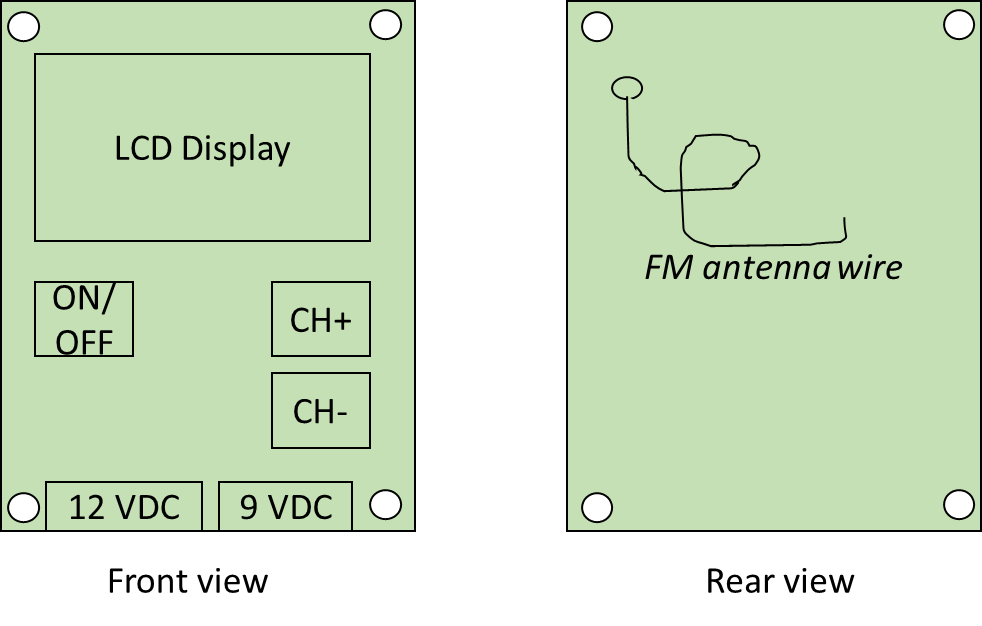 LCD Display
ON/
OFF
CH+
CH-
12 VDC
9 VDC
Front view
FM antenna wire
Rear view